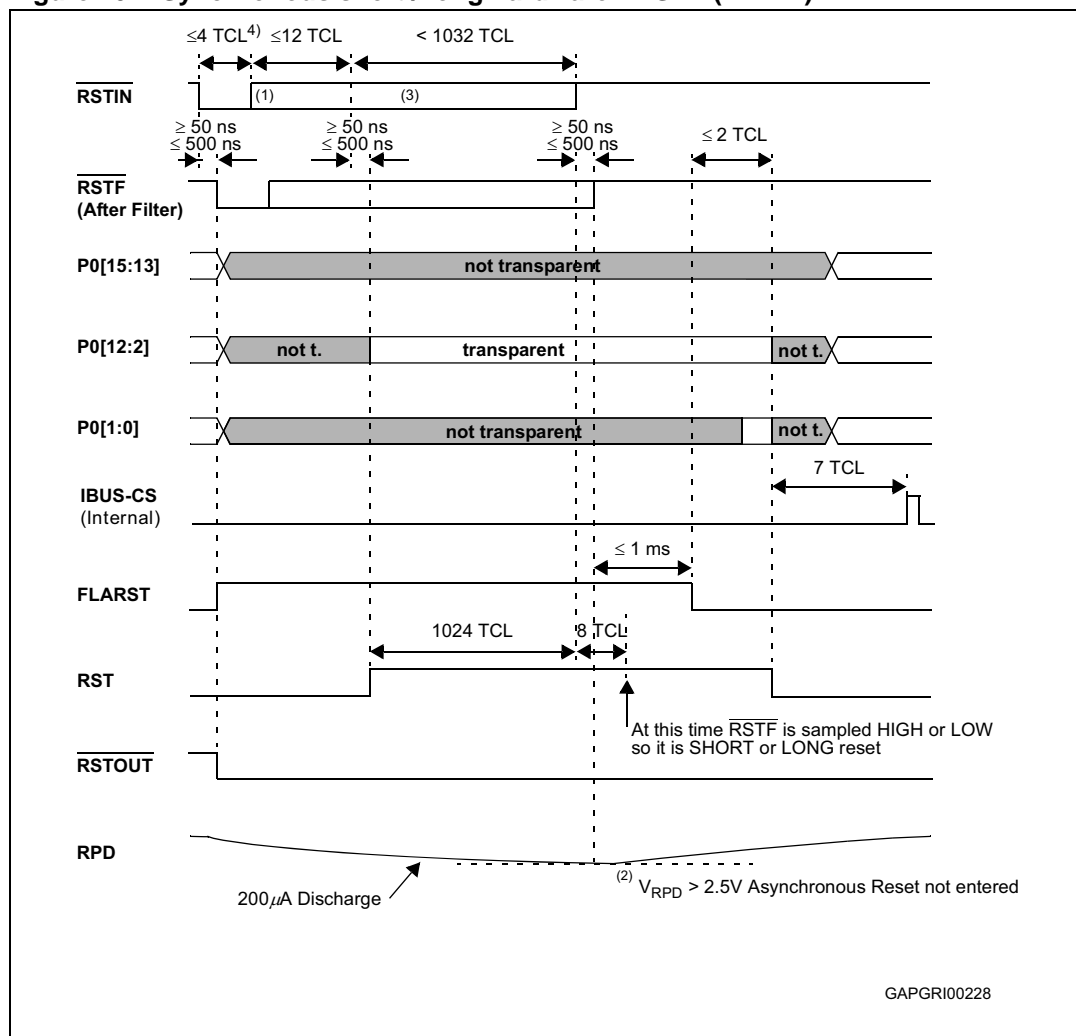 ≤4 TCL4) ≤12 TCL < 1032 TCL
RSTIN
(1) (3)
≥ 50 ns ≥ 50 ns ≥ 50 ns
≤ 500 ns ≤ 500 ns ≤ 500 ns
≤ 2 TCL
RSTF
(After Filter)
P0[15:13] not transparent
P0[12:2] not t. transparent not t.
P0[1:0] not transparent not t.
7 TCL
IBUS-CS
(Internal)
≤ 1 ms
FLARST
1024 TCL 8 TCL
RST
At this time RSTF is sampled HIGH or LOW
so it is SHORT or LONG reset
RSTOUT
RPD
200μA Discharge
(2) VRPD > 2.5V Asynchronous Reset not entered
GAPGRI00228